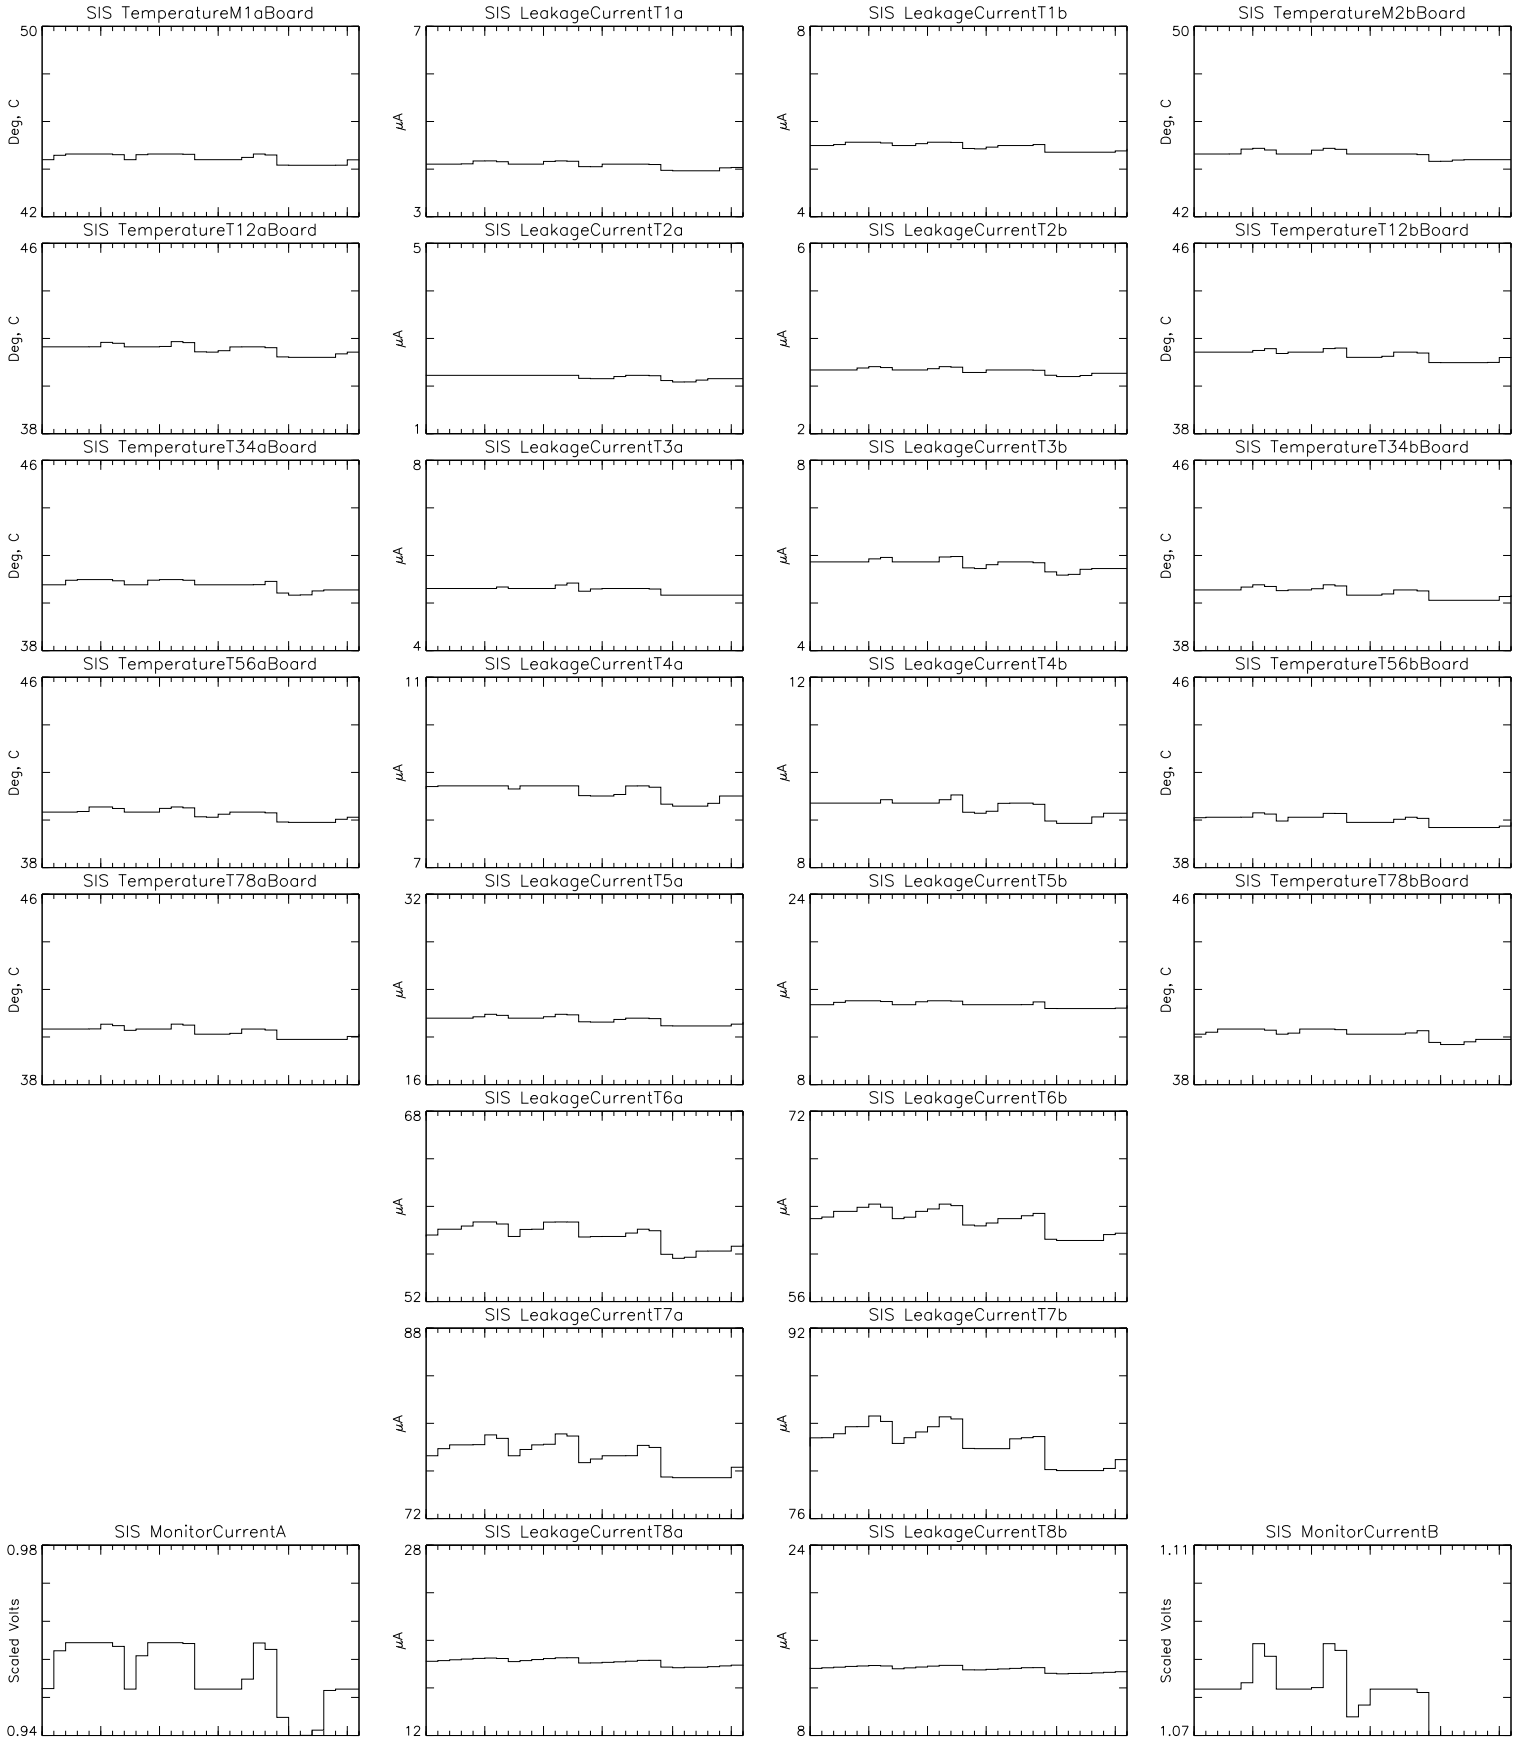 SIS TemperatureM1aBoard
50
Deg, C
42
SIS LeakageCurrentT1a
7
μA
3
SIS LeakageCurrentT1b
8
μA
4
SIS TemperatureM2bBoard
50
Deg, C
42
SIS TemperatureT12aBoard
46
Deg, C
38
SIS LeakageCurrentT2a
5
μA
1
SIS LeakageCurrentT2b
6
μA
2
SIS TemperatureT12bBoard
46
Deg, C
38
SIS TemperatureT34aBoard
46
Deg, C
38
SIS LeakageCurrentT3a
8
μA
4
SIS LeakageCurrentT3b
8
μA
4
SIS TemperatureT34bBoard
46
Deg, C
38
SIS TemperatureT56aBoard
46
Deg, C
38
SIS LeakageCurrentT4a
11
μA
7
SIS LeakageCurrentT4b
12
μA
8
SIS TemperatureT56bBoard
46
Deg, C
38
SIS TemperatureT78aBoard
46
Deg, C
38
SIS LeakageCurrentT5a
32
μA
16
SIS LeakageCurrentT5b
24
μA
8
SIS TemperatureT78bBoard
46
Deg, C
38
SIS LeakageCurrentT6a
68
μA
52
SIS LeakageCurrentT6b
72
μA
56
SIS LeakageCurrentT7a
88
μA
72
SIS LeakageCurrentT7b
92
μA
76
SIS MonitorCurrentA
0.98
Scaled Volts
0.94
SIS LeakageCurrentT8a
28
μA
12
SIS LeakageCurrentT8b
24
μA
8
SIS MonitorCurrentB
1.11
Scaled Volts
1.07